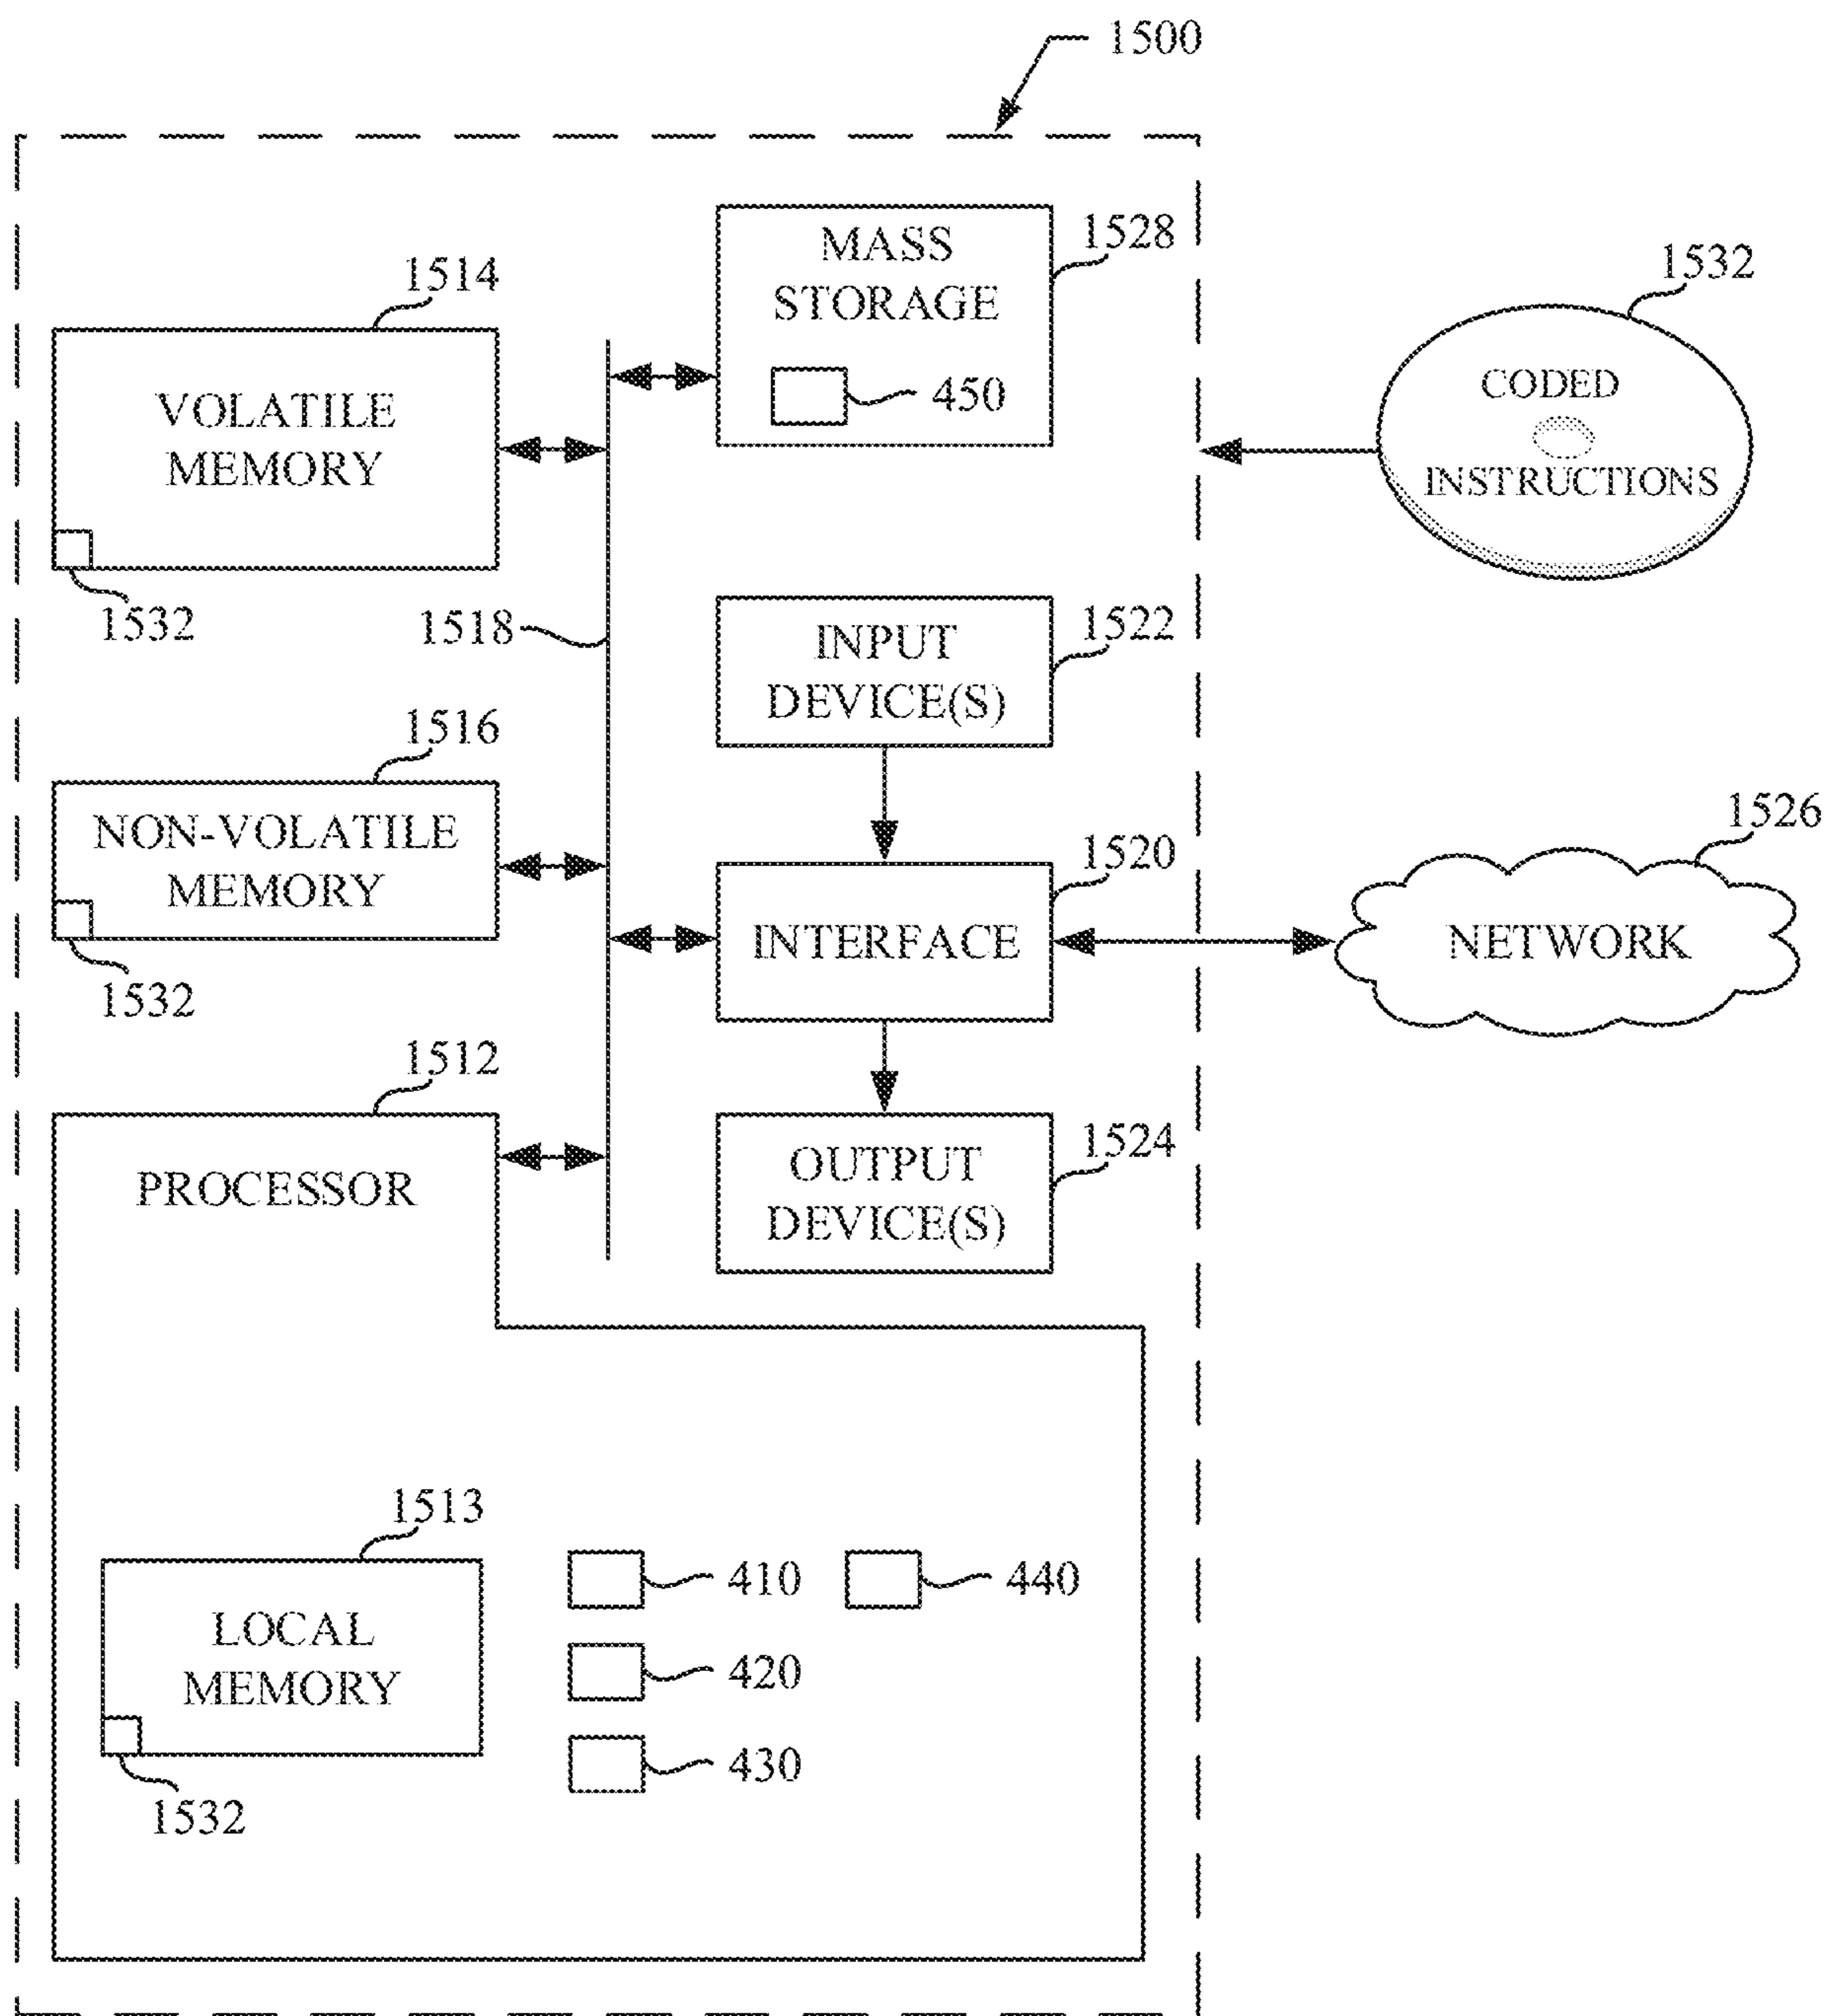 1500
MASS
STORAGE
1528
450
1514
VOLATILE
MEMORY
1532
1532
CODED
INSTRUCTIONS
1518
INPUT
DEVICE(S)
1522
1516
NON-VOLATILE
MEMORY
1532
1520
INTERFACE
1526
NETWORK
1512
PROCESSOR
OUTPUT
DEVICE(S)
1524
1513
LOCAL
MEMORY
1532
410
440
420
430